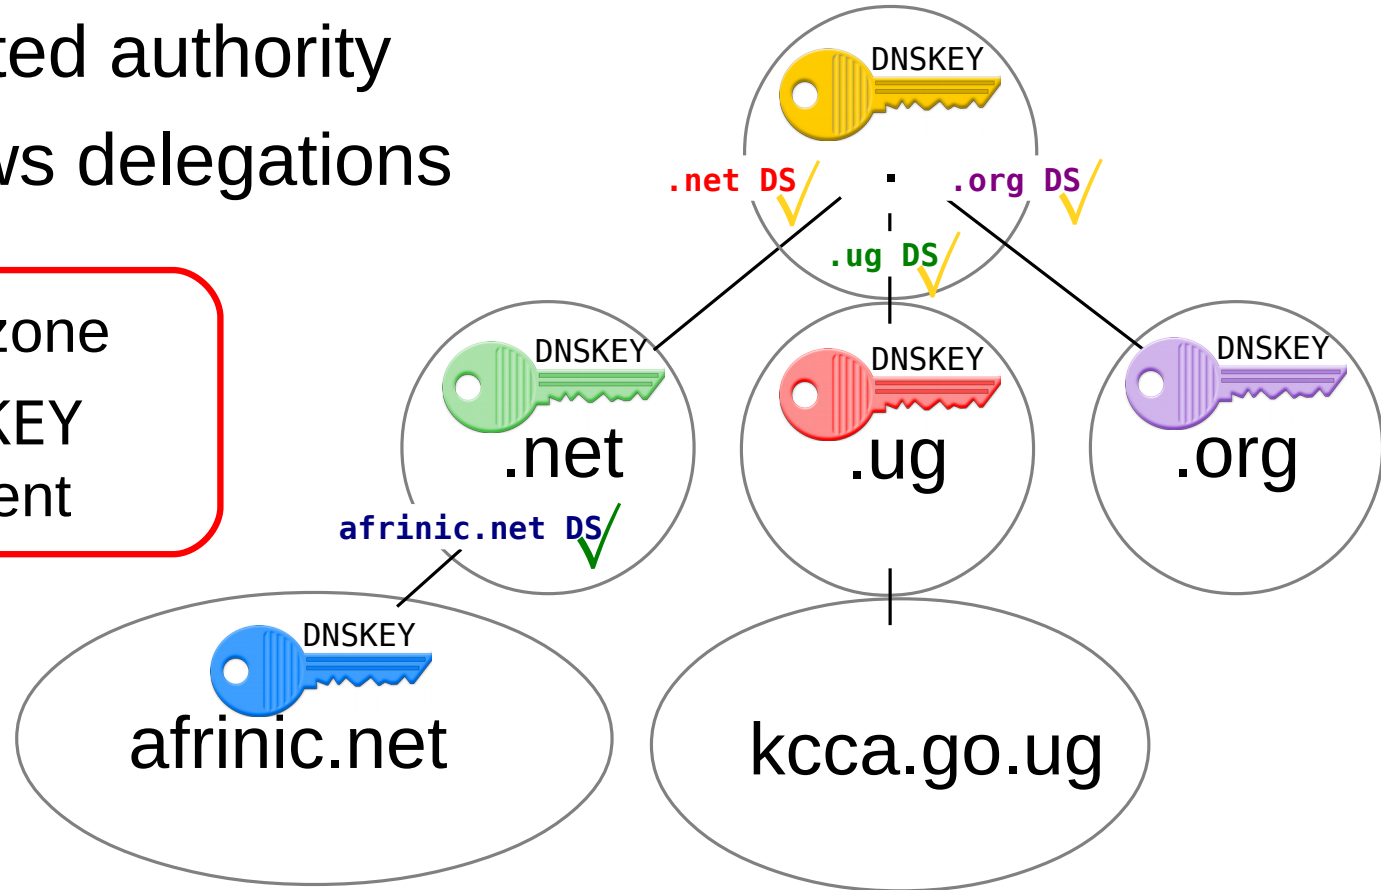 ted authority
ws delegations
zone
KEY
ent
DNSKEY
.net DS
.
.org DS
.ug DS
DNSKEY
.net
afrinic.net DS
DNSKEY
.ug
DNSKEY
.org
DNSKEY
afrinic.net
kcca.go.ug